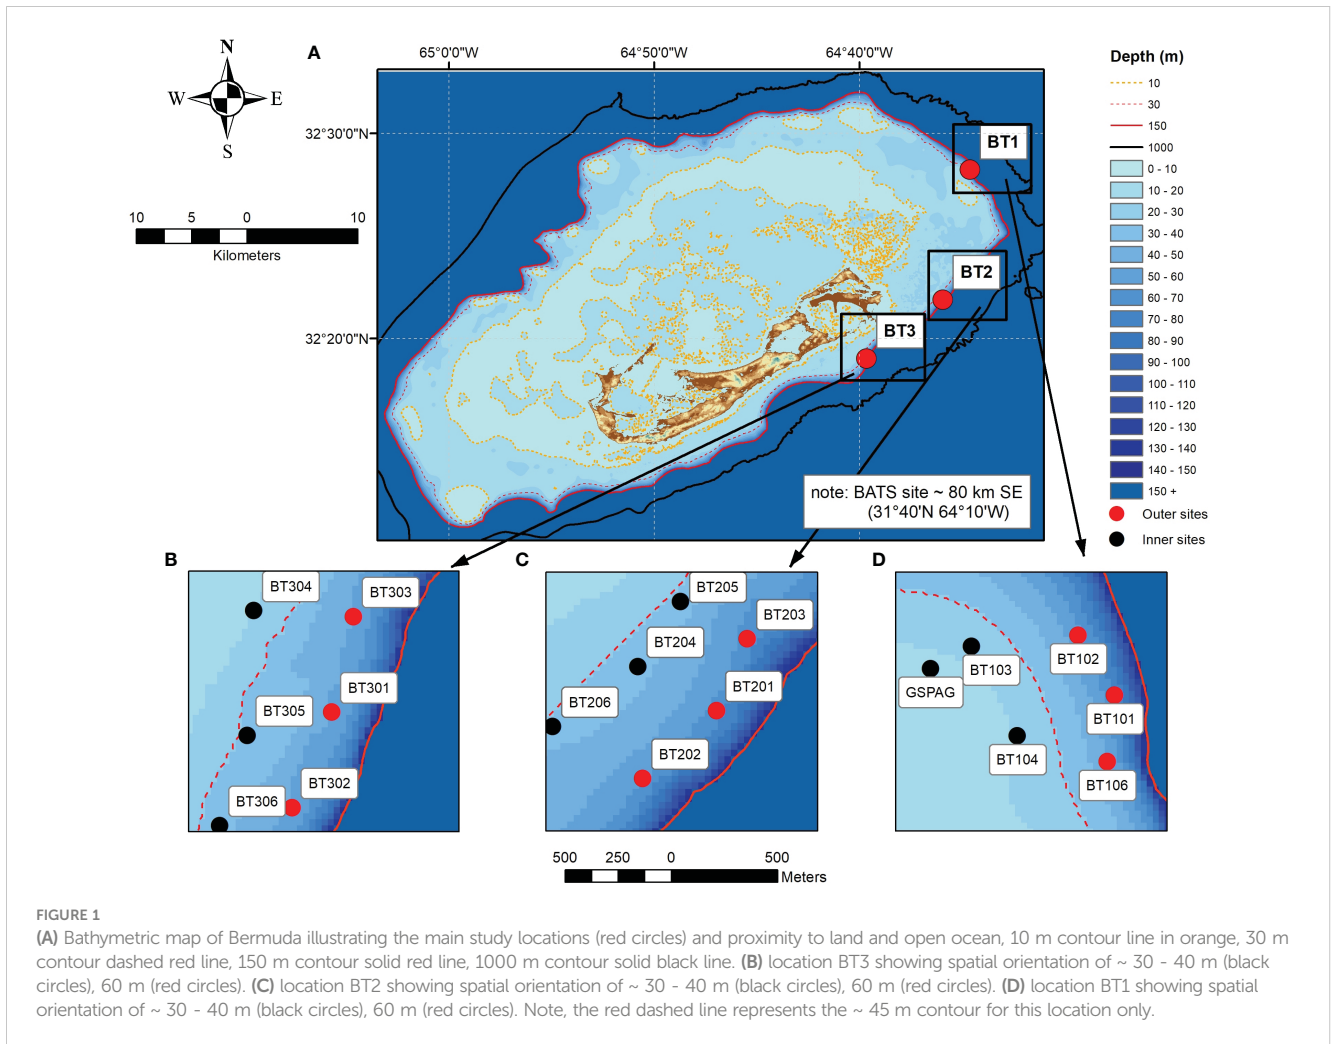 N
W E
S
10 5 0 10
Kilometers
A
65°0'0"W 64°50'0"W 64°40'0"W
32°30'0"N
32°20'0"N
BT1
BT2
BT3
note: BATS site ~ 80 km SE
(31°40'N 64°10'W)
Depth (m)
10
30
150
1000
0 - 10
10 - 20
20 - 30
30 - 40
40 - 50
50 - 60
60 - 70
70 - 80
80 - 90
90 - 100
100 - 110
110 - 120
120 - 130
130 - 140
140 - 150
150 +
Outer sites
Inner sites
B
BT304
BT303
BT301
BT305
BT302
BT306
C
BT205
BT203
BT204
BT201
BT206
BT202
D
BT102
BT103
GSPAG
BT101
BT104
BT106
500 250 0 500
Meters
FIGURE 1
(A) Bathymetric map of Bermuda illustrating the main study locations (red circles) and proximity to land and open ocean, 10 m contour line in orange, 30 m
contour dashed red line, 150 m contour solid red line, 1000 m contour solid black line. (B) location BT3 showing spatial orientation of ~ 30 - 40 m (black
circles), 60 m (red circles). (C) location BT2 showing spatial orientation of ~ 30 - 40 m (black circles), 60 m (red circles). (D) location BT1 showing spatial
orientation of ~ 30 - 40 m (black circles), 60 m (red circles). Note, the red dashed line represents the ~ 45 m contour for this location only.